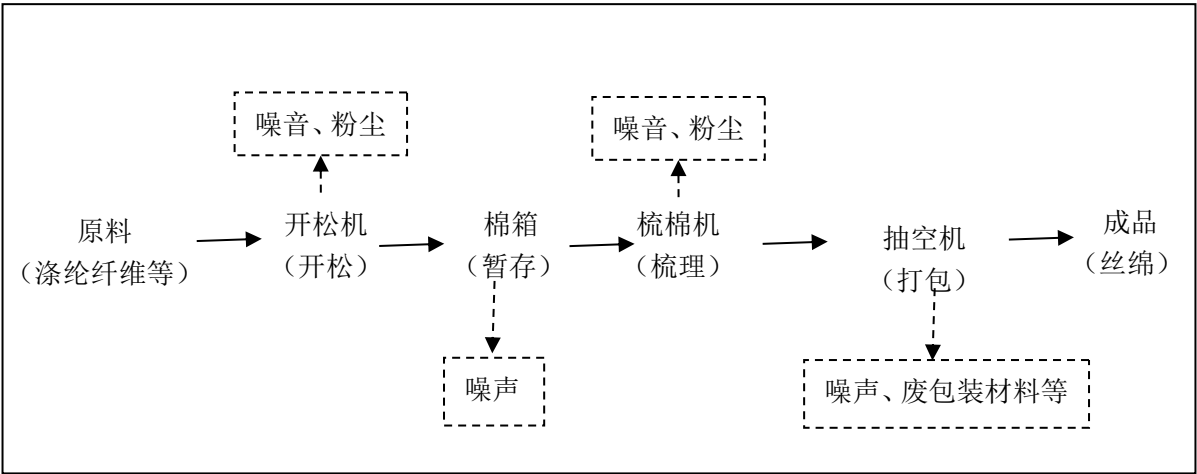 噪音、粉尘
噪音、粉尘
原料
（涤纶纤维等）
开松机
（开松）
棉箱
（暂存）
梳棉机
（梳理）
抽空机
（打包）
成品
（丝绵）
噪声
噪声、废包装材料等